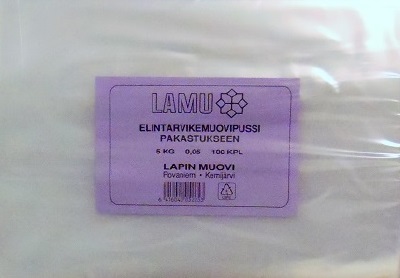 LAMU
ELINTARVIKEMUOVIPUSSI
PAKASTUKSEEN
5 KG 0,05 100 KPL
LAPIN MUOVI
Rovaniemi • Kemijärvi